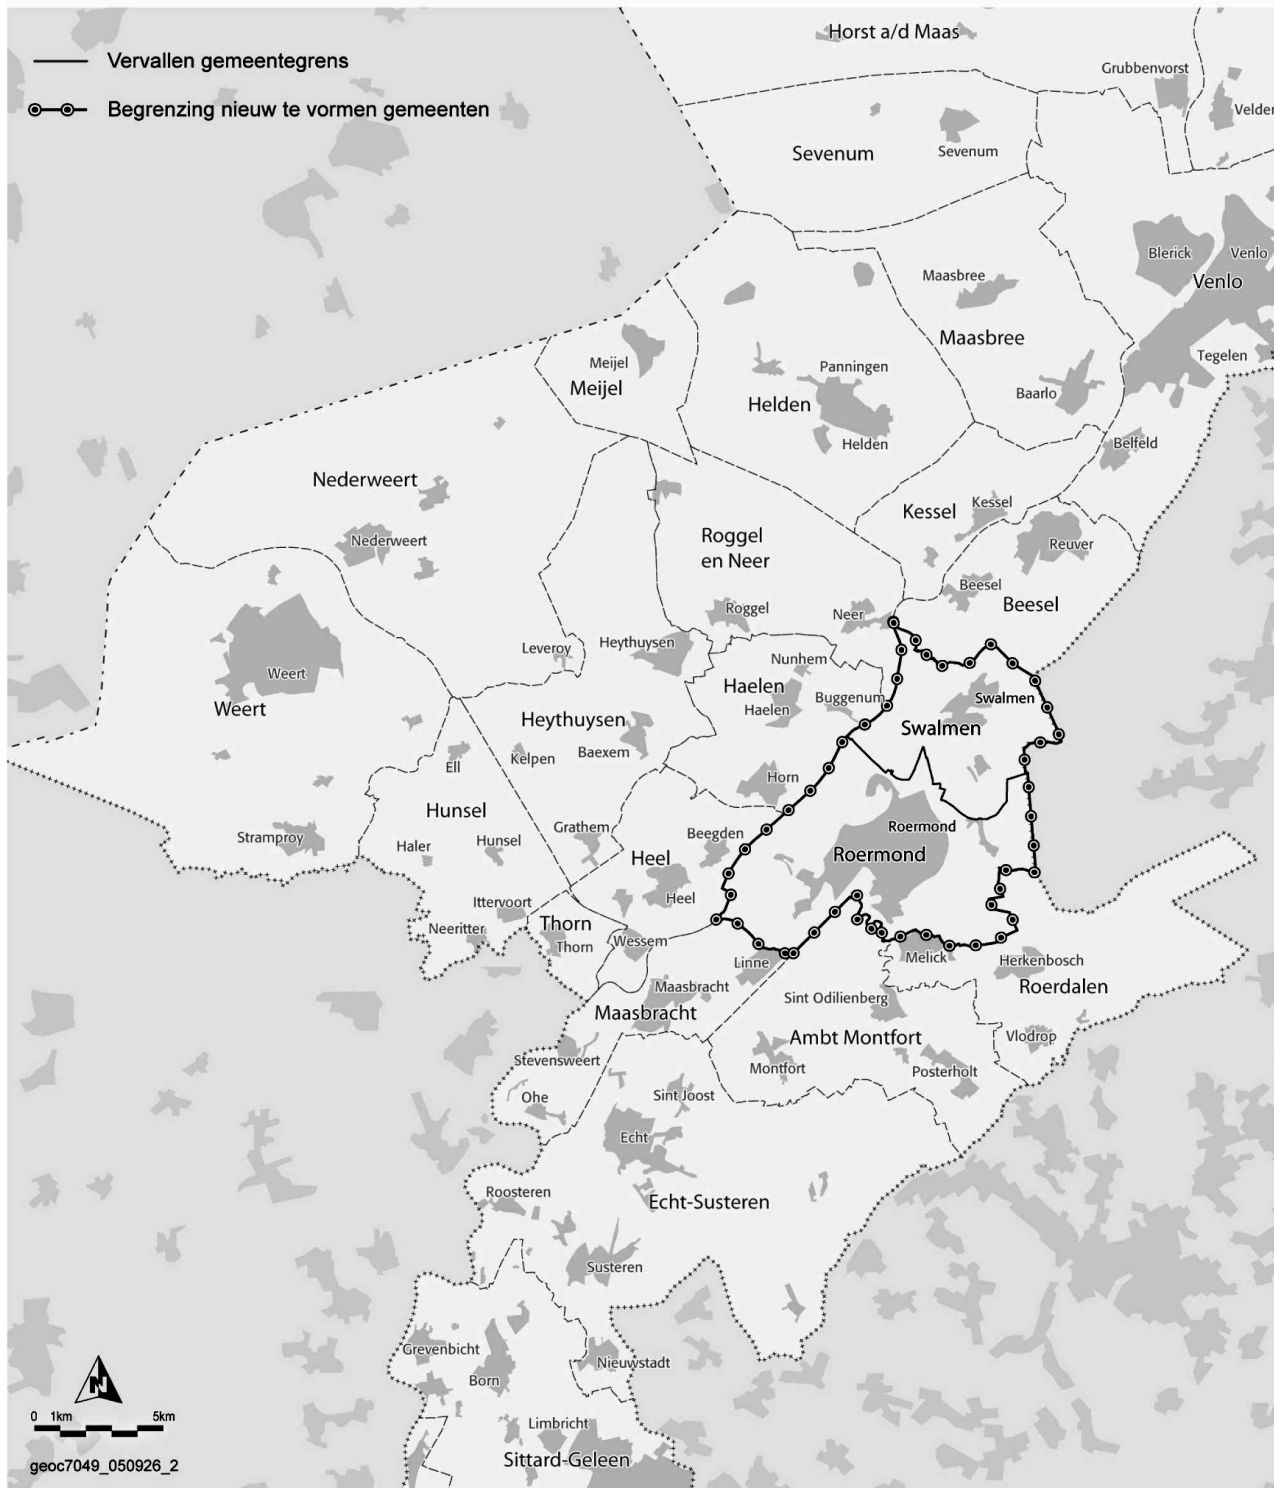 Horst a/d Maas
Vervallen gemeentegrens
Grubbenvorst
Begrenzing nieuw te vormen gemeenten
Velden
Sevenum
Sevenum
Blerick
Venlo
Venlo
Maasbree
Maasbree
Tegelen
Meijel
Meijel
Panningen
Baarlo
Helden
Helden
Belfeld
Nederweert
Kessel
Kessel
Nederweert
Roggel
en Neer
Reuver
Beesel
Beesel
Roggel
Neer
Leveroy
Heythuysen
Nunhem
Weert
Haelen
Swalmen
Buggenum
Weert
Haelen
Heythuysen
Swalmen
Baexem
Kelpen
Ell
Horn
Hunsel
Grathem
Beegden
Roermond
Stramproy
Haler
Hunsel
Heel
Roermond
Heel
Ittervoort
Thorn
Neeritter
Thorn
Wessem
Linne
Melick
Herkenbosch
Maasbracht
Sint Odilienberg
Roerdalen
Maasbracht
Ambt Montfort
Vlodrop
Stevensweert
Montfort
Posterholt
Ohe
Sint Joost
Echt
Roosteren
Echt-Susteren
Susteren
Grevenbicht
Nieuwstadt
Born
N
0 1km 5km
Limbricht
Sittard-Geleen
geoc7049_050926_2